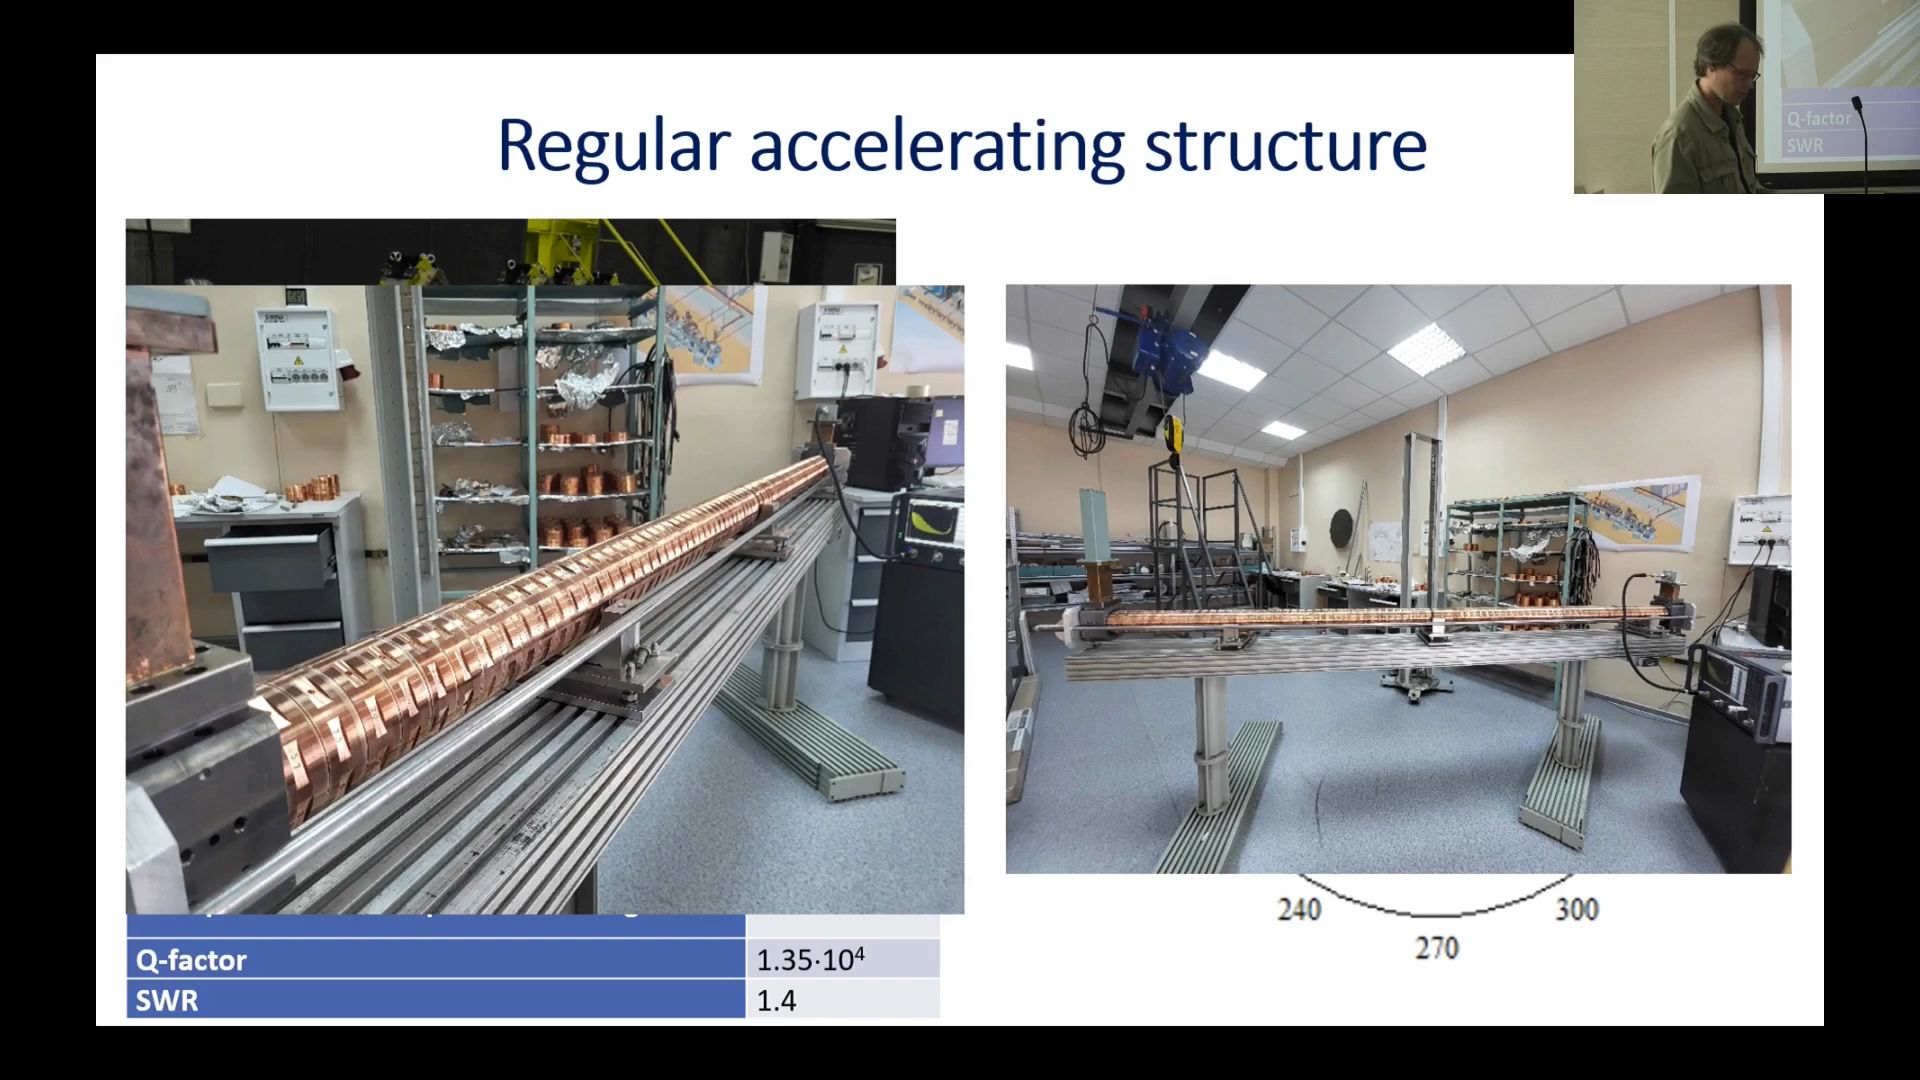 Regular accelerating structure
Q-factor
SWR
240
300
270
Q-factor
1.35·10⁴
SWR
1.4